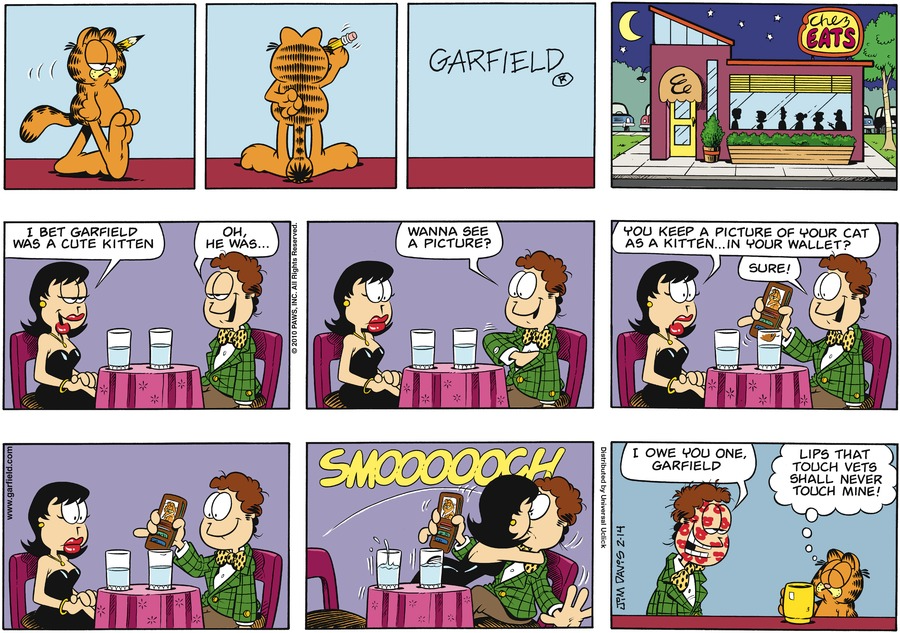 GARFIELD
®
Chez
EATS
E
I BET GARFIELD
WAS A CUTE KITTEN
OH,
HE WAS...
© 2010 PAWS, INC. All Rights Reserved.
WANNA SEE
A PICTURE?
YOU KEEP A PICTURE OF YOUR CAT
AS A KITTEN...IN YOUR WALLET?
SURE!
www.garfield.com
SMOOOOOCH
Distributed by Universal Uclick
I OWE YOU ONE,
GARFIELD
LIPS THAT
TOUCH VETS
SHALL NEVER
TOUCH MINE!
JIM DAVIS 2-14